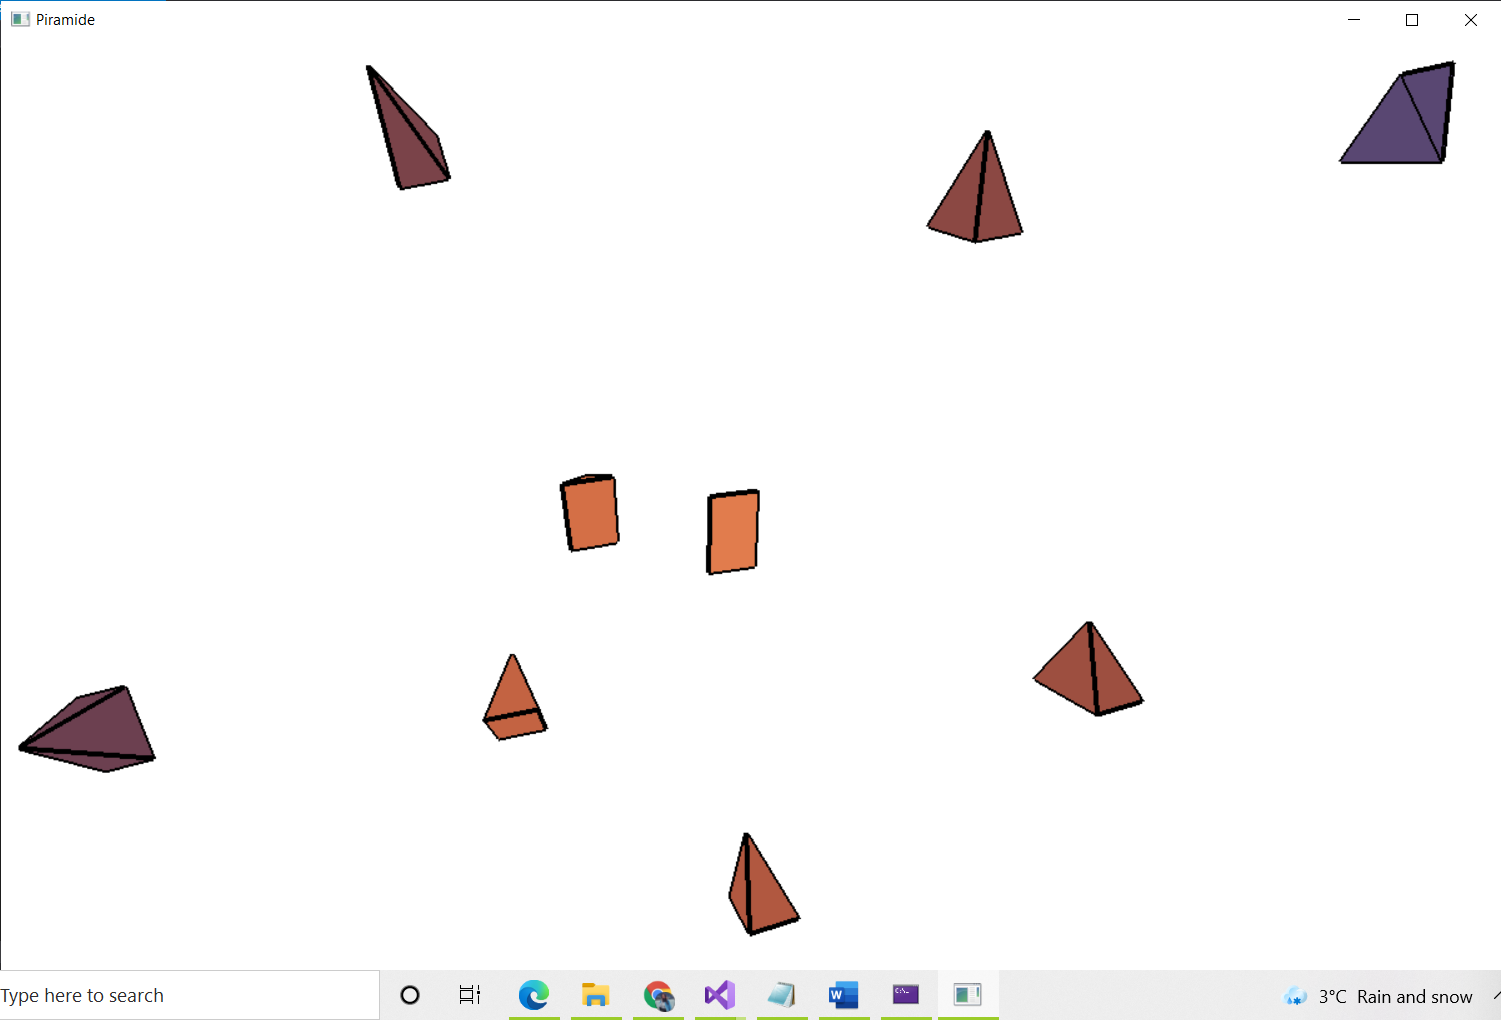 Piramide
Type here to search
3°C Rain and snow